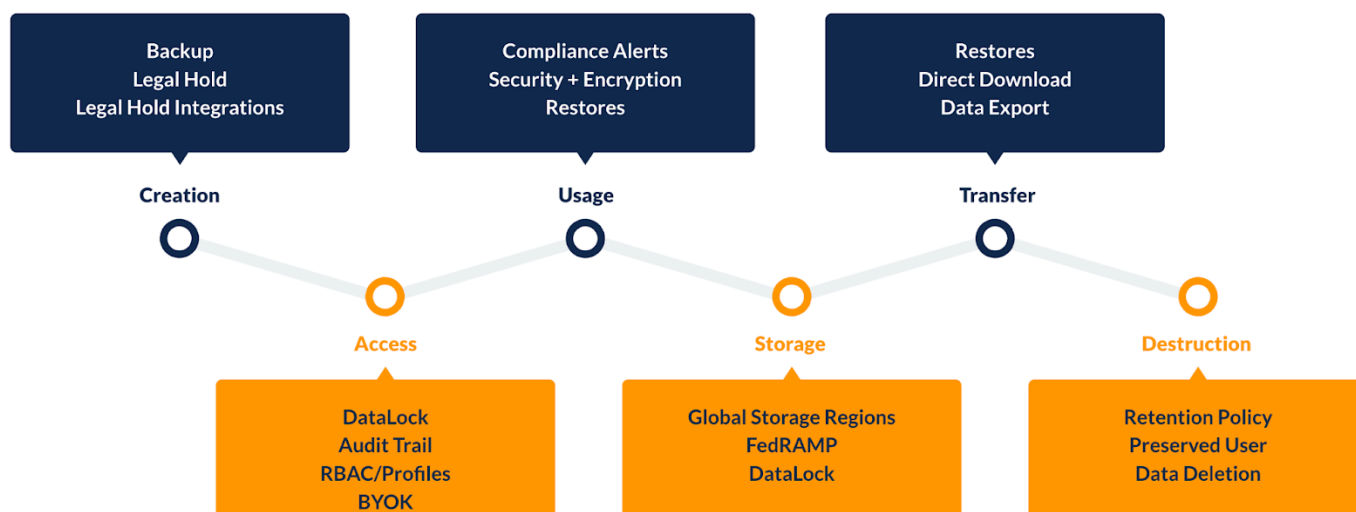 Backup
Legal Hold
Legal Hold Integrations
Compliance Alerts
Security + Encryption
Restores
Restores
Direct Download
Data Export
Creation
Usage
Transfer
Access
Storage
Destruction
DataLock
Audit Trail
RBAC/Profiles
BYOK
Global Storage Regions
FedRAMP
DataLock
Retention Policy
Preserved User
Data Deletion